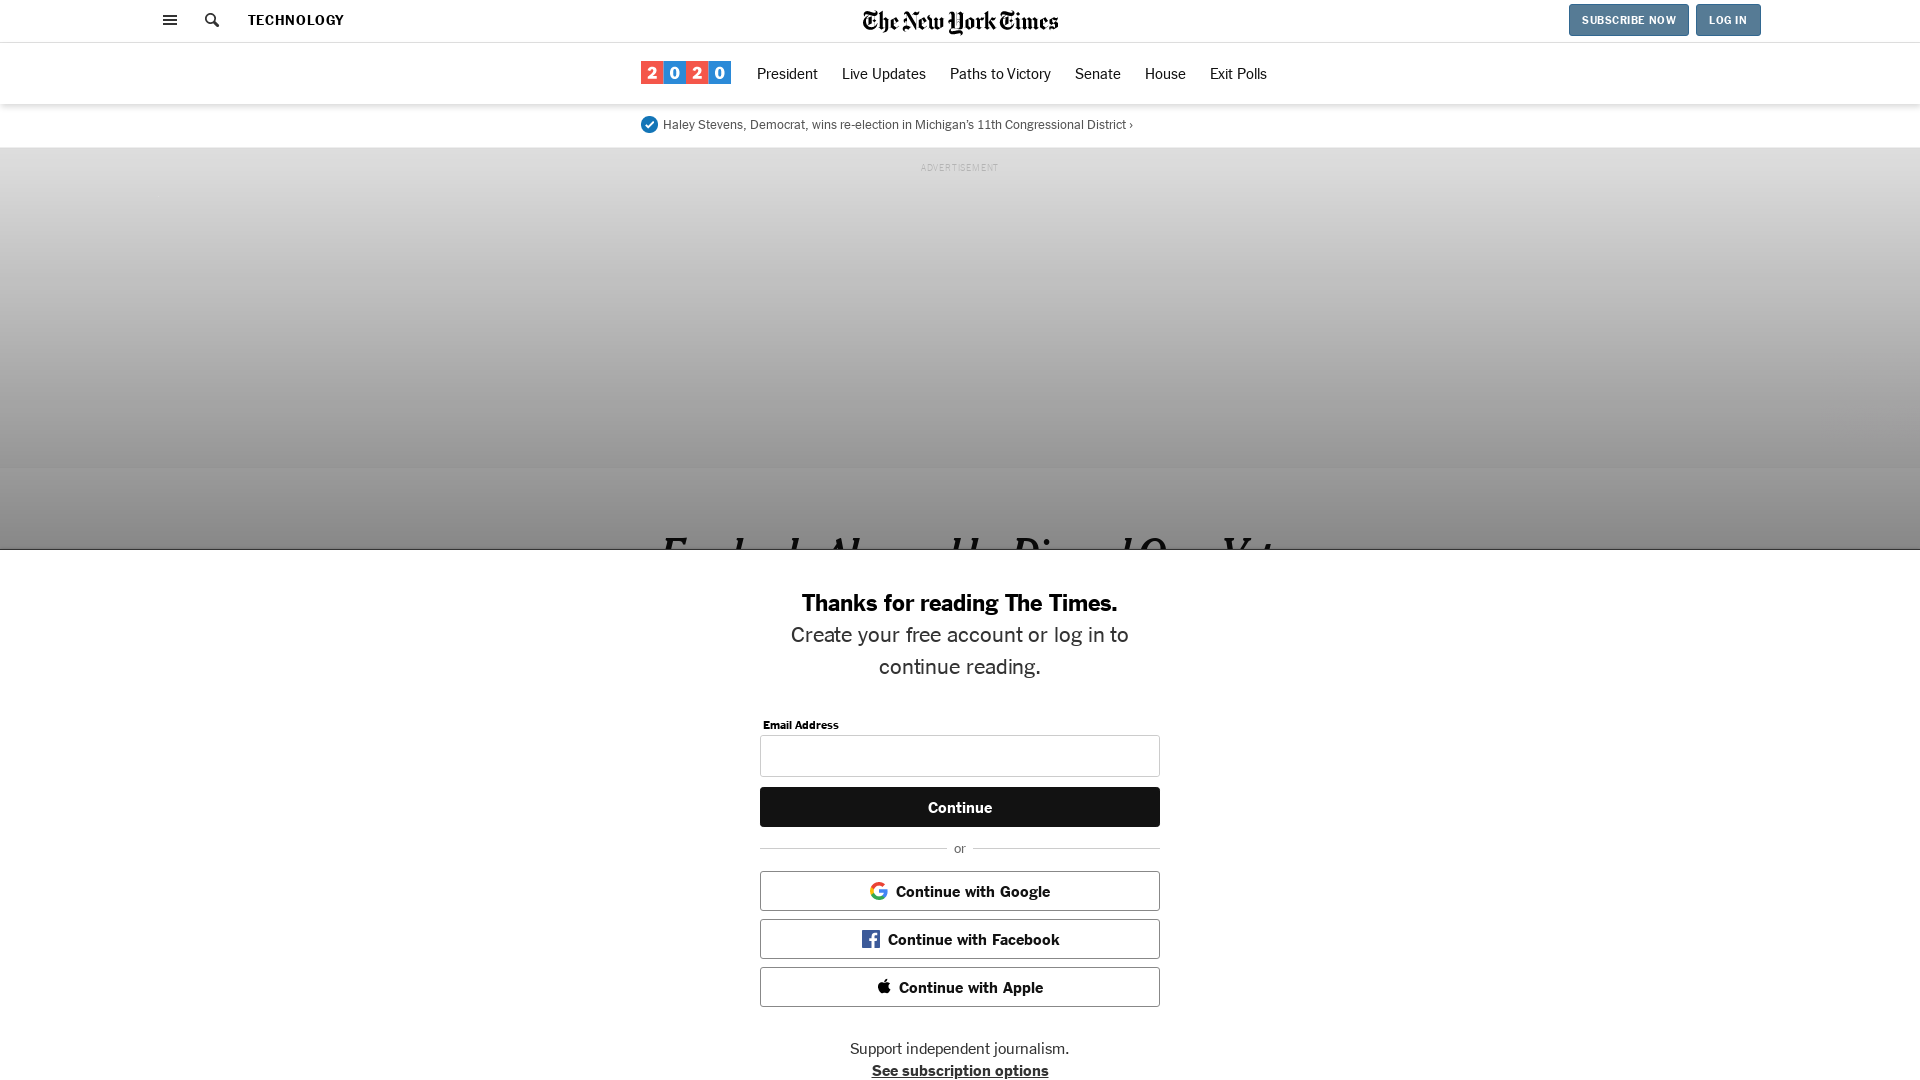 TECHNOLOGY
The New York Times
SUBSCRIBE NOW
LOG IN
2020
President
Live Updates
Paths to Victory
Senate
House
Exit Polls
Haley Stevens, Democrat, wins re-election in Michigan's 11th Congressional District ›
ADVERTISEMENT
Thanks for reading The Times.
Create your free account or log in to
continue reading.
Email Address
Continue
or
Continue with Google
Continue with Facebook
Continue with Apple
Support independent journalism.
See subscription options